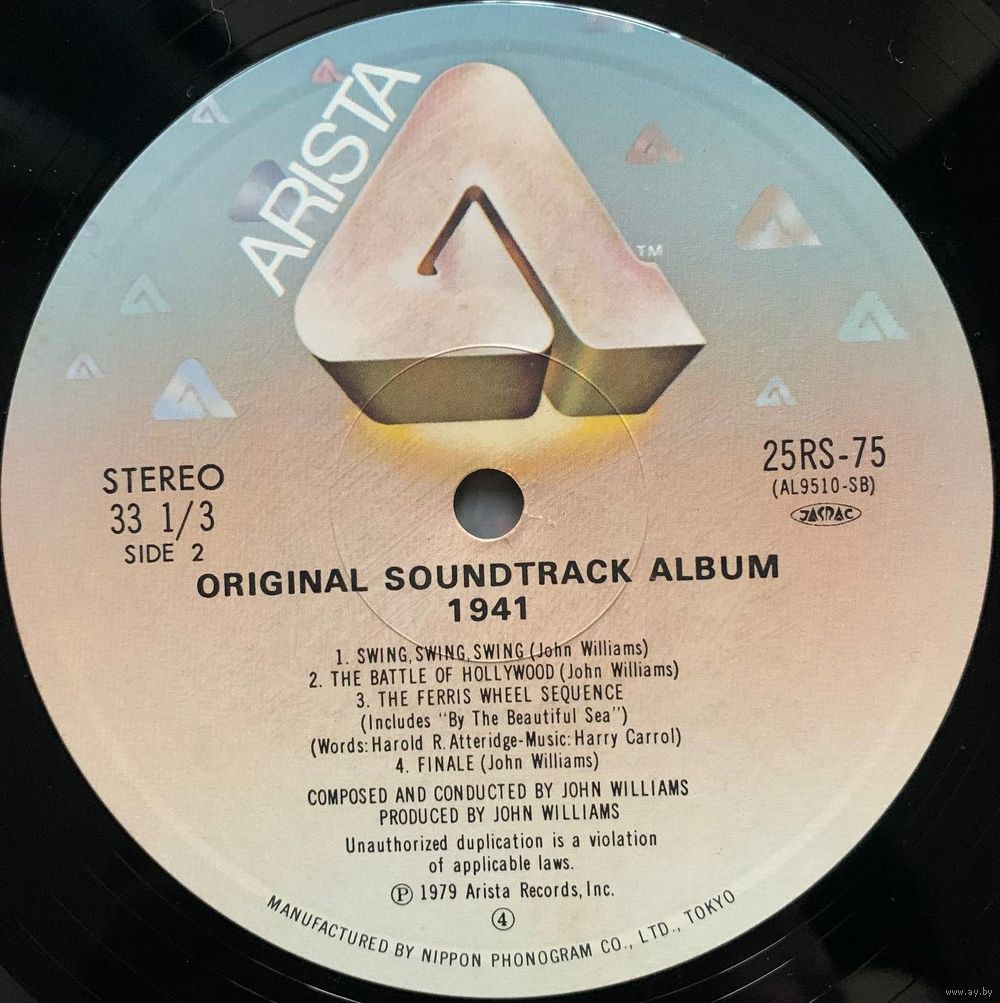 ARISTA
TM
STEREO
33 1/3
SIDE 2
25RS-75
(AL9510-SB)
JASRAC
ORIGINAL SOUNDTRACK ALBUM
1941
1. SWING, SWING, SWING (John Williams)
2. THE BATTLE OF HOLLYWOOD (John Williams)
3. THE FERRIS WHEEL SEQUENCE
(Includes "By The Beautiful Sea")
(Words: Harold R. Atteridge-Music: Harry Carrol)
4. FINALE (John Williams)
COMPOSED AND CONDUCTED BY JOHN WILLIAMS
PRODUCED BY JOHN WILLIAMS
Unauthorized duplication is a violation
of applicable laws.
Ⓟ 1979 Arista Records, Inc.
④
MANUFACTURED BY NIPPON PHONOGRAM CO., LTD., TOKYO
www.ay.by